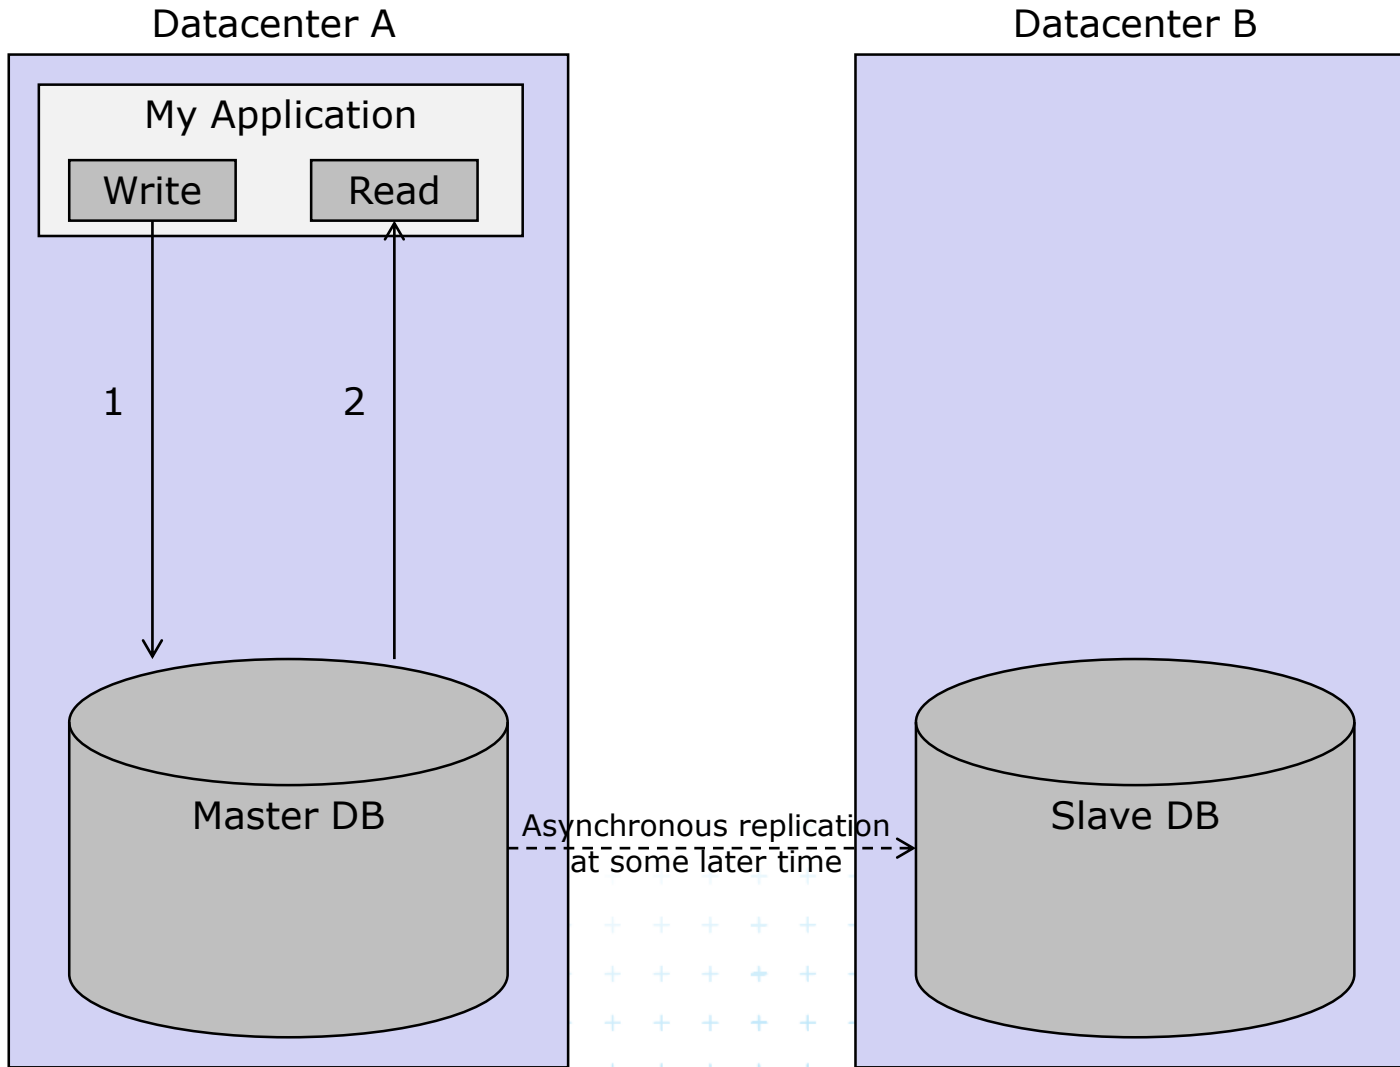 Datacenter A
Datacenter B
My Application
Write
Read
1
2
Master DB
Asynchronous replication
at some later time
Slave DB